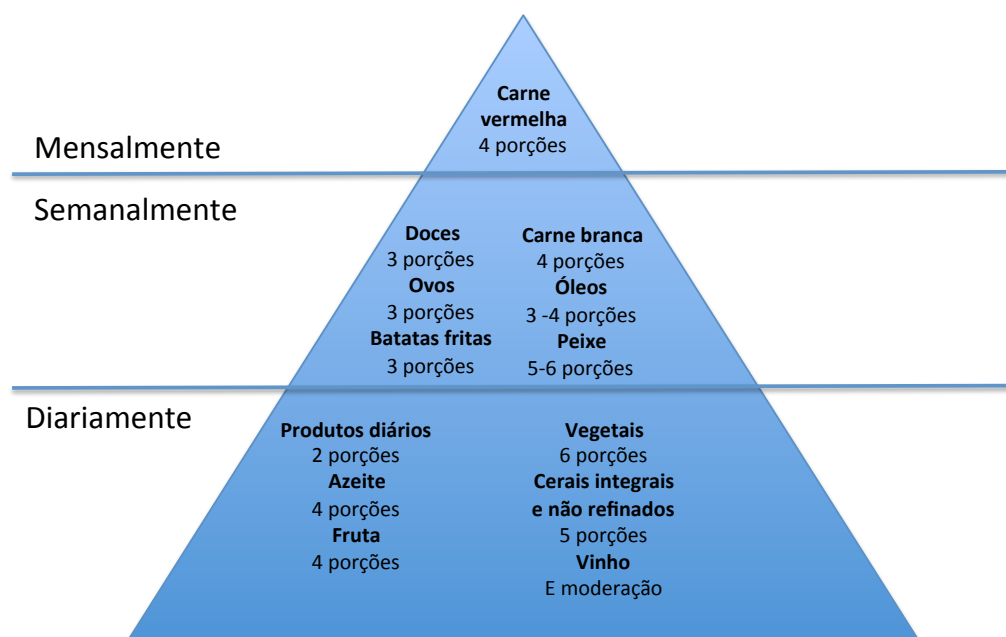 Carne
vermelha
4 porções
Mensalmente
Semanalmente
Doces
3 porções
Ovos
3 porções
Batatas fritas
3 porções
Carne branca
4 porções
Óleos
3 -4 porções
Peixe
5-6 porções
Diariamente
Produtos diários
2 porções
Azeite
4 porções
Fruta
4 porções
Vegetais
6 porções
Cerais integrais
e não refinados
5 porções
Vinho
E moderação